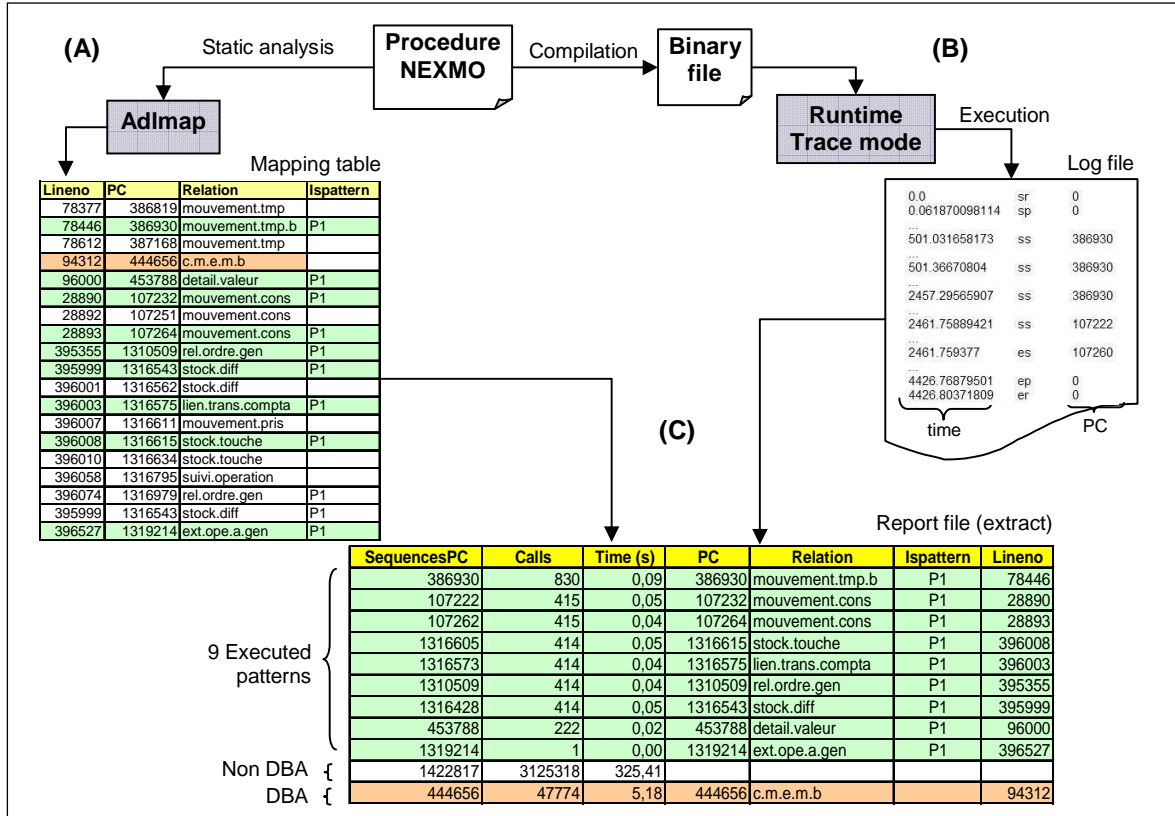 (A)
Static analysis
Procedure
NEXMO
Compilation
Binary
file
(B)
AdImap
Runtime
Trace mode
Execution
Mapping table
Lineno PC Relation Ispattern
78377 386819 mouvement.tmp
78446 386930 mouvement.tmp.b P1
78612 387168 mouvement.tmp
94312 444656 c.m.e.m.b
96000 453788 detail.valeur P1
28890 107232 mouvement.cons P1
28892 107251 mouvement.cons
28893 107264 mouvement.cons P1
395355 1310509 rel.ordre.gen P1
395999 1316543 stock.diff P1
396001 1316562 stock.diff
396003 1316575 lien.trans.compta P1
396007 1316611 mouvement.pris
396008 1316615 stock.touche P1
396010 1316634 stock.touche
396058 1316795 suivi.operation
396074 1316979 rel.ordre.gen P1
395999 1316543 stock.diff P1
396527 1319214 ext.ope.a.gen P1
Log file
0.0 sr 0
0.061870098114 sp 0
...
501.031658173 ss 386930
...
501.36670804 ss 386930
...
2457.29565907 ss 386930
...
2461.75889421 ss 107222
...
2461.759377 es 107260
...
4426.76879501 ep 0
4426.80371809 er 0
time PC
(C)
Report file (extract)
SequencesPC Calls Time (s) PC Relation Ispattern Lineno
386930 830 0,09 386930 mouvement.tmp.b P1 78446
107222 415 0,05 107232 mouvement.cons P1 28890
107262 415 0,04 107264 mouvement.cons P1 28893
1316605 414 0,05 1316615 stock.touche P1 396008
1316573 414 0,04 1316575 lien.trans.compta P1 396003
1310509 414 0,04 1310509 rel.ordre.gen P1 395355
1316428 414 0,05 1316543 stock.diff P1 395999
453788 222 0,02 453788 detail.valeur P1 96000
1319214 1 0,00 1319214 ext.ope.a.gen P1 396527
1422817 3125318 325,41
444656 47774 5,18 444656 c.m.e.m.b 94312
9 Executed
patterns
Non DBA
DBA